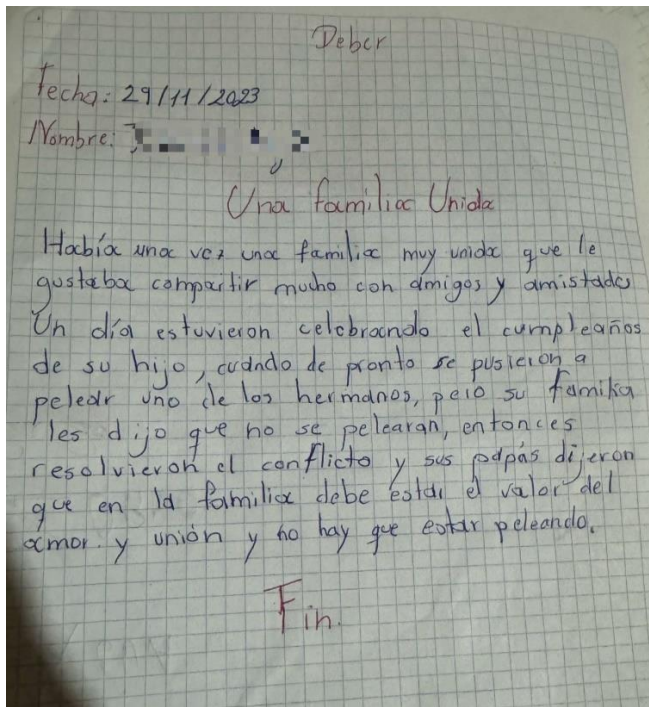 Deber
Fecha: 29/11/2023
Nombre:
Una familia Unida
Había una vez una familia muy unida que le
gustaba compartir mucho con amigos y amistade
Un día estuvieron celebrando el cumpleaños
de su hijo, cuando de pronto se pusieron a
pelear uno de los hermanos, pero su familia
les dijo que no se pelearan, entonces
resolvieron el conflicto y sus papás dijeron
que en la familia debe estar el valor del
amor y unión y no hay que estar peleando.
Fin.